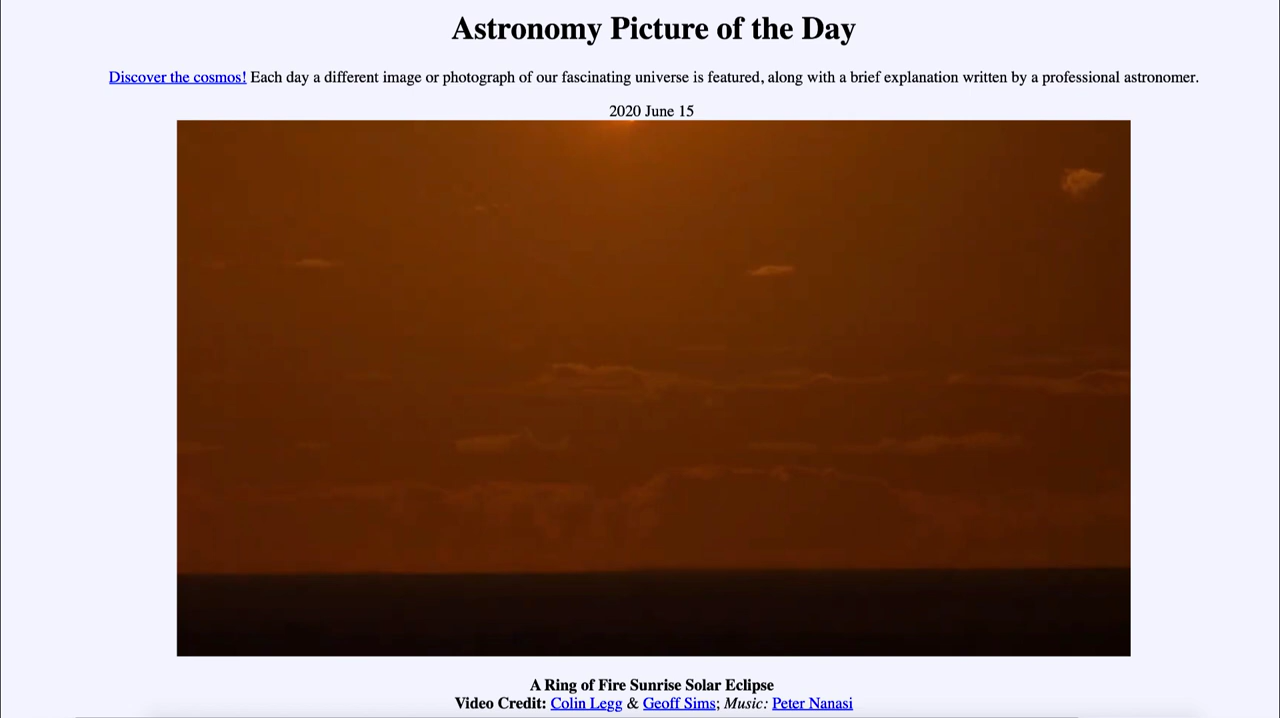 Astronomy Picture of the Day
Discover the cosmos! Each day a different image or photograph of our fascinating universe is featured, along with a brief explanation written by a professional astronomer.
2020 June 15
A Ring of Fire Sunrise Solar Eclipse
Video Credit: Colin Legg & Geoff Sims; Music: Peter Nanasi